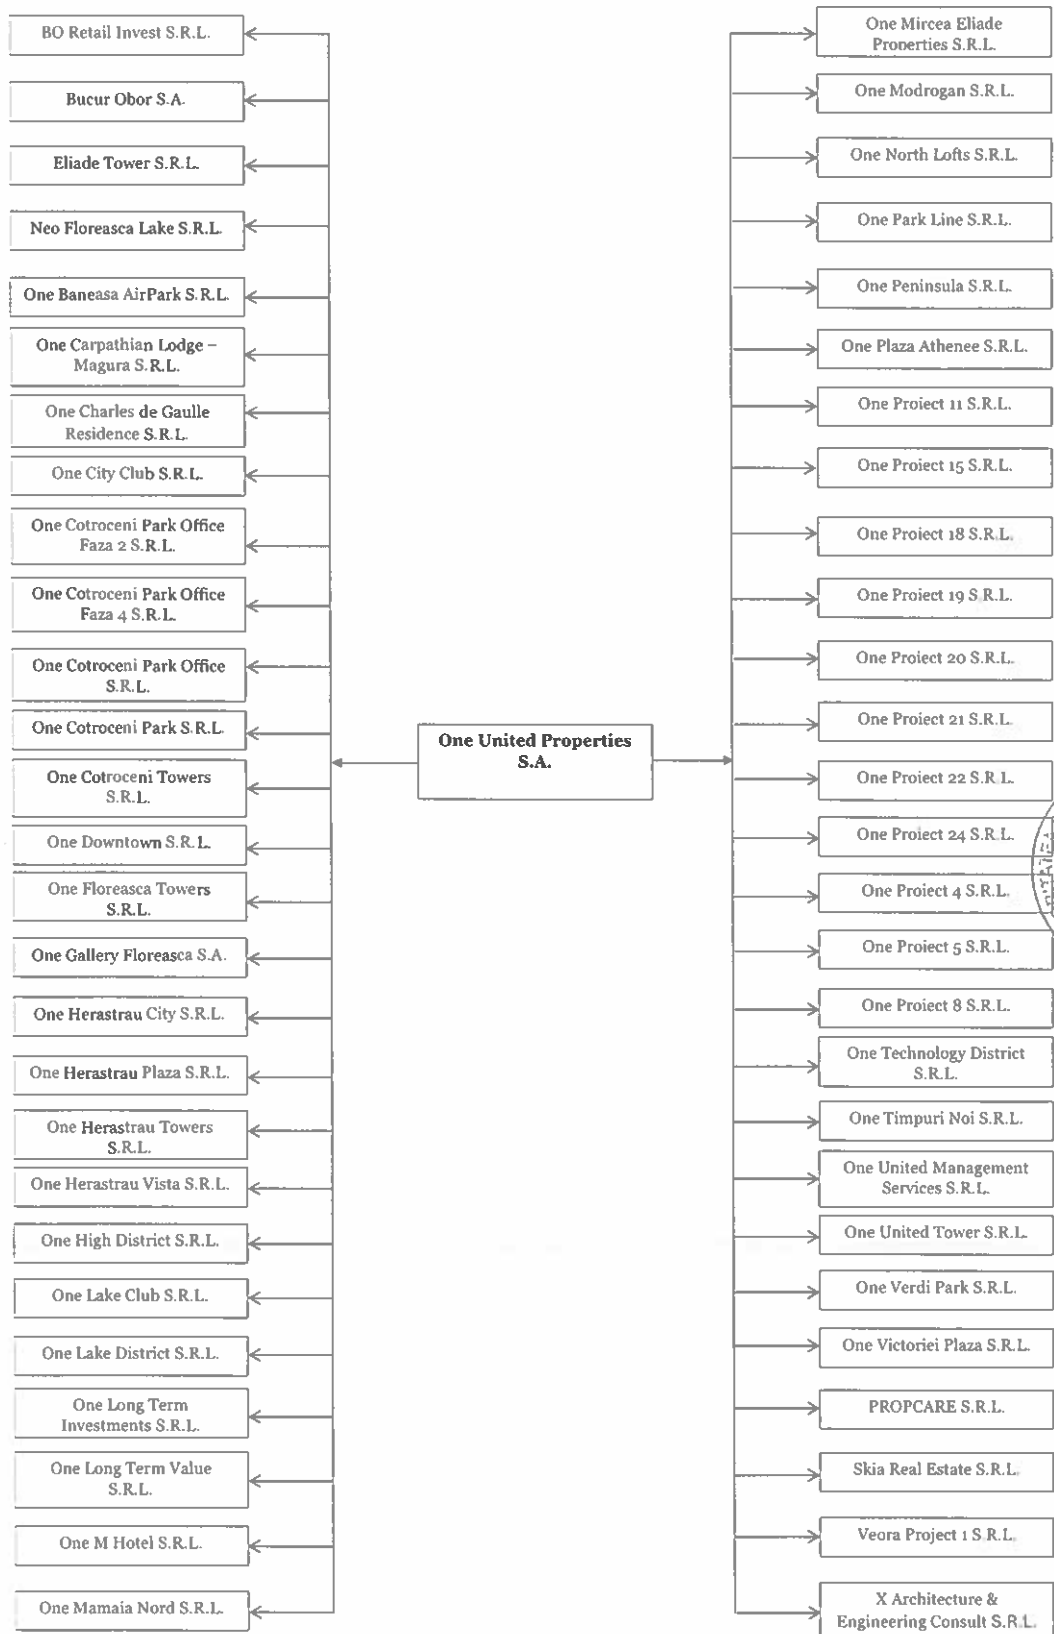 BO Retail Invest S.R.L.
Bucur Obor S.A.
Eliade Tower S.R.L.
Neo Floreasca Lake S.R.L.
One Baneasa AirPark S.R.L.
One Carpathian Lodge –
Magura S.R.L.
One Charles de Gaulle
Residence S.R.L.
One City Club S.R.L.
One Cotroceni Park Office
Faza 2 S.R.L.
One Cotroceni Park Office
Faza 4 S.R.L.
One Cotroceni Park Office
S.R.L.
One Cotroceni Park S.R.L.
One Cotroceni Towers
S.R.L.
One Downtown S.R.L.
One Floreasca Towers
S.R.L.
One Gallery Floreasca S.A.
One Herastrau City S.R.L.
One Herastrau Plaza S.R.L.
One Herastrau Towers
S.R.L.
One Herastrau Vista S.R.L.
One High District S.R.L.
One Lake Club S.R.L.
One Lake District S.R.L.
One Long Term
Investments S.R.L.
One Long Term Value
S.R.L.
One M Hotel S.R.L.
One Mamaia Nord S.R.L.
One United Properties
S.A.
One Mircea Eliade
Properties S.R.L.
One Modrogan S.R.L.
One North Lofts S.R.L.
One Park Line S.R.L.
One Peninsula S.R.L.
One Plaza Athenee S.R.L.
One Proiect 11 S.R.L.
One Proiect 15 S.R.L.
One Proiect 18 S.R.L.
One Proiect 19 S.R.L.
One Proiect 20 S.R.L.
One Proiect 21 S.R.L.
One Proiect 22 S.R.L.
One Proiect 24 S.R.L.
One Proiect 4 S.R.L.
One Proiect 5 S.R.L.
One Proiect 8 S.R.L.
One Technology District
S.R.L.
One Timpuri Noi S.R.L.
One United Management
Services S.R.L.
One United Tower S.R.L.
One Verdi Park S.R.L.
One Victoriei Plaza S.R.L.
PROPCARE S.R.L.
Skia Real Estate S.R.L.
Veora Project 1 S.R.L.
X Architecture &
Engineering Consult S.R.L.